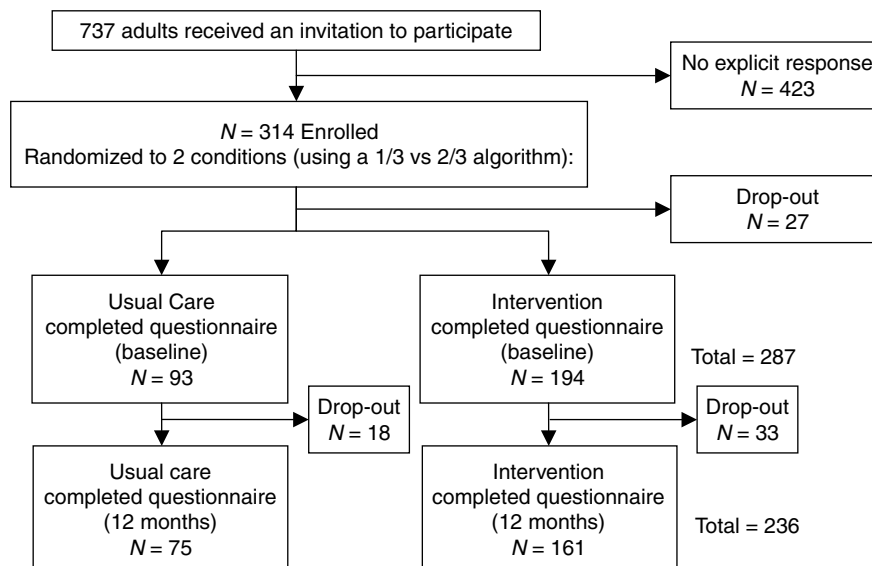 737 adults received an invitation to participate
No explicit response
N = 423
N = 314 Enrolled
Randomized to 2 conditions (using a 1/3 vs 2/3 algorithm):
Drop-out
N = 27
Usual Care
completed questionnaire
(baseline)
N = 93
Intervention
completed questionnaire
(baseline)
N = 194
Total = 287
Drop-out
N = 18
Drop-out
N = 33
Usual care
completed questionnaire
(12 months)
N = 75
Intervention
completed questionnaire
(12 months)
N = 161
Total = 236